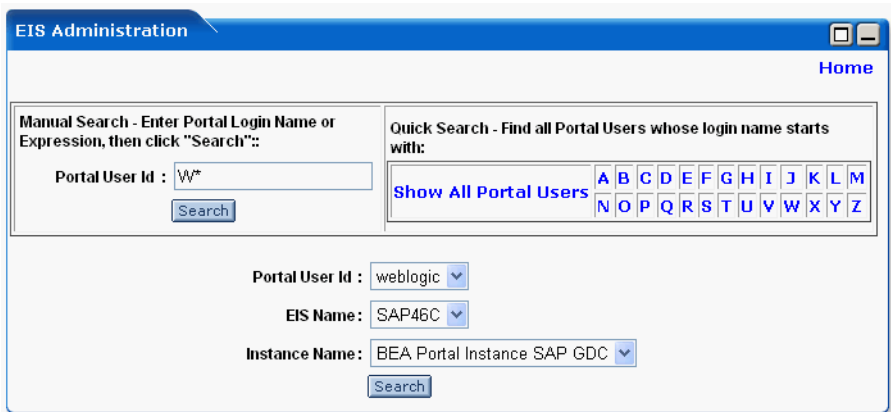 EIS Administration
Home
Manual Search - Enter Portal Login Name or
Expression, then click "Search"::
Portal User Id : W*
Search
Quick Search - Find all Portal Users whose login name starts
with:
Show All Portal Users
A B C D E F G H I J K L M
N O P Q R S T U V W X Y Z
Portal User Id : weblogic
EIS Name: SAP46C
Instance Name: BEA Portal Instance SAP GDC
Search